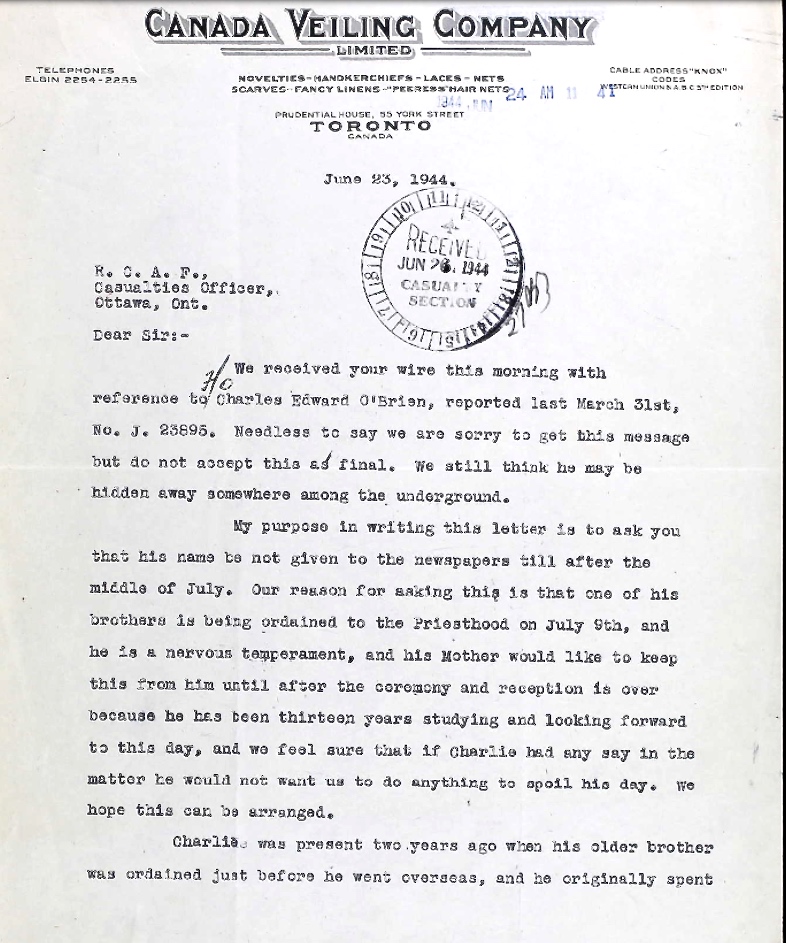 CANADA VEILING COMPANY
LIMITED
TELEPHONES
ELGIN 2254-2255
NOVELTIES-HANDKERCHIEFS-LACES-NETS
SCARVES-FANCY LINENS-"PEERESS" HAIR NETS
CABLE ADDRESS "KNOX"
CODES
WESTERN UNION & A B C 5TH EDITION
1944 JUN 24 AM 11 41
PRUDENTIAL HOUSE, 55 YORK STREET
TORONTO
CANADA
June 23, 1944.
RECEIVED
JUN 26. 1944
CASUALTY
SECTION
R. C. A. F.,
Casualties Officer,
Ottawa, Ont.
Dear Sir:-
We received your wire this morning with
F/O
reference to Charles Edward O'Brien, reported last March 31st,
No. J. 23895. Needless to say we are sorry to get this message
but do not accept this as final. We still think he may be
hidden away somewhere among the underground.
My purpose in writing this letter is to ask you
that his name be not given to the newspapers till after the
middle of July. Our reason for asking this is that one of his
brothers is being ordained to the Priesthood on July 9th, and
he is a nervous temperament, and his Mother would like to keep
this from him until after the ceremony and reception is over
because he has been thirteen years studying and looking forward
to this day, and we feel sure that if Charlie had any say in the
matter he would not want us to do anything to spoil his day. We
hope this can be arranged.
Charlie was present two years ago when his older brother
was ordained just before he went overseas, and he originally spent